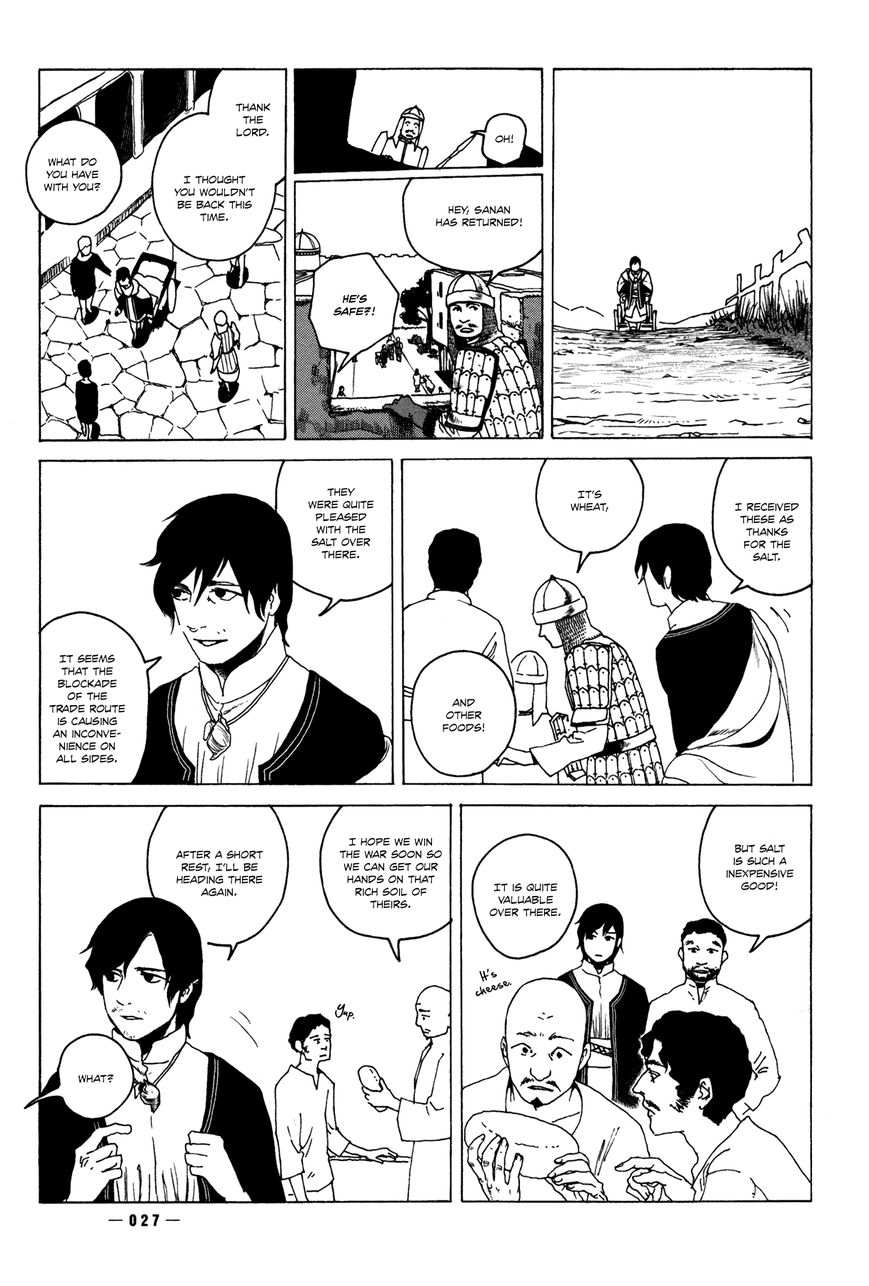 OH!
HEY, SANAN
HAS RETURNED!
HE'S
SAFE?!
THANK
THE
LORD.
I THOUGHT
YOU WOULDN'T
BE BACK THIS
TIME.
WHAT DO
YOU HAVE
WITH YOU?
I RECEIVED
THESE AS
THANKS
FOR THE
SALT.
IT'S
WHEAT,
AND
OTHER
FOODS!
THEY
WERE QUITE
PLEASED
WITH THE
SALT OVER
THERE.
IT SEEMS
THAT THE
BLOCKADE
OF THE
TRADE ROUTE
IS CAUSING
AN INCONVE-
NIENCE ON
ALL SIDES.
BUT SALT
IS SUCH A
INEXPENSIVE
GOOD!
IT IS QUITE
VALUABLE
OVER THERE.
It's
cheese.
I HOPE WE WIN
THE WAR SOON SO
WE CAN GET OUR
HANDS ON THAT
RICH SOIL OF
THEIRS.
Yup.
AFTER A SHORT
REST, I'LL BE
HEADING THERE
AGAIN.
WHAT?
— 027 —